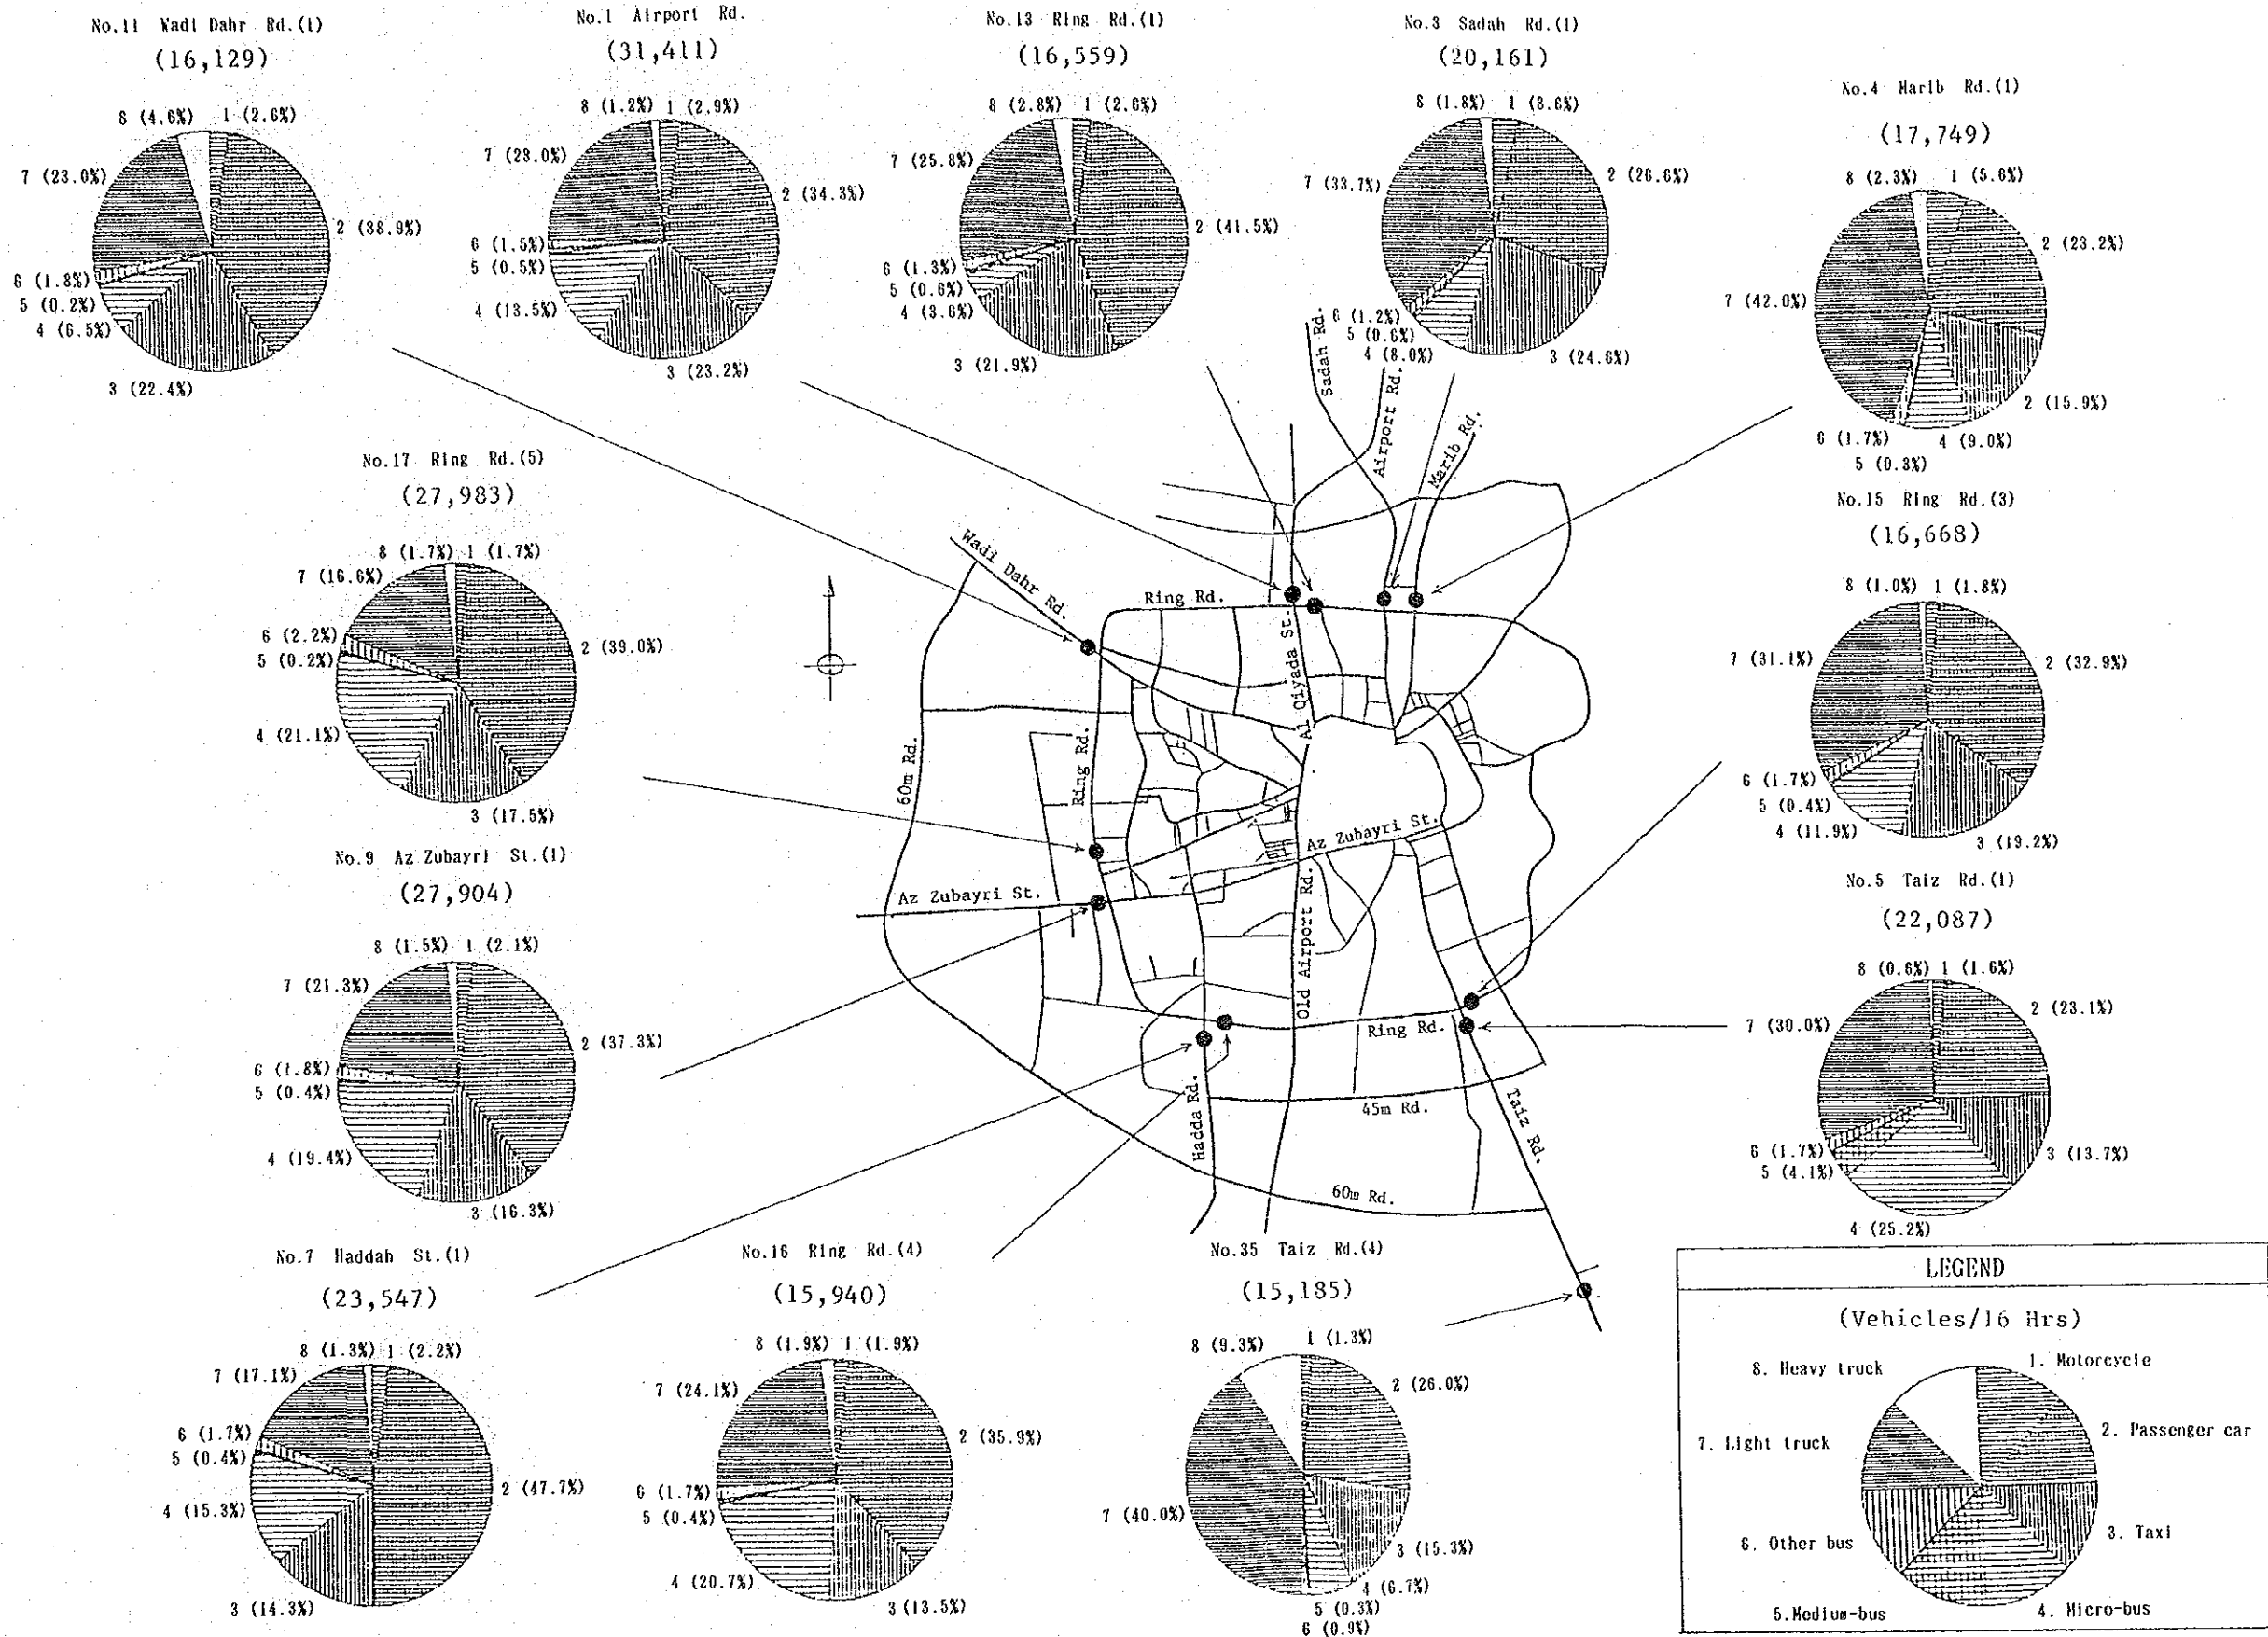 No.11 Wadi Dahr Rd.(1)
(16,129)
8 (4.6%) 1 (2.6%)
7 (23.0%)
2 (38.9%)
6 (1.8%)
5 (0.2%)
4 (6.5%)
3 (22.4%)
No.1 Airport Rd.
(31,411)
8 (1.2%) 1 (2.9%)
7 (28.0%)
2 (34.3%)
6 (1.5%)
5 (0.5%)
4 (13.5%)
3 (23.2%)
No.13 Ring Rd.(1)
(16,559)
8 (2.8%) 1 (2.6%)
7 (25.8%)
2 (41.5%)
6 (1.3%)
5 (0.6%)
4 (3.6%)
3 (21.9%)
No.3 Sadah Rd.(1)
(20,161)
8 (1.8%) 1 (3.6%)
7 (33.7%)
2 (26.6%)
6 (1.2%)
5 (0.6%)
4 (8.0%)
3 (24.6%)
No.4 Marib Rd.(1)
(17,749)
8 (2.3%) 1 (5.6%)
2 (23.2%)
7 (42.0%)
2 (15.9%)
6 (1.7%) 4 (9.0%)
5 (0.3%)
No.17 Ring Rd.(5)
(27,983)
8 (1.7%) 1 (1.7%)
7 (16.6%)
6 (2.2%)
2 (39.0%)
5 (0.2%)
4 (21.1%)
3 (17.5%)
No.15 Ring Rd.(3)
(16,668)
8 (1.0%) 1 (1.8%)
7 (31.1%)
2 (32.9%)
6 (1.7%)
5 (0.4%)
4 (11.9%)
3 (19.2%)
No.9 Az Zubayri St.(1)
(27,904)
8 (1.5%) 1 (2.1%)
7 (21.3%)
2 (37.3%)
6 (1.8%)
5 (0.4%)
4 (19.4%)
3 (16.3%)
No.5 Taiz Rd.(1)
(22,087)
8 (0.6%) 1 (1.6%)
2 (23.1%)
7 (30.0%)
6 (1.7%)
3 (13.7%)
5 (4.1%)
4 (25.2%)
No.7 Haddah St.(1)
(23,547)
8 (1.3%) 1 (2.2%)
7 (17.1%)
6 (1.7%)
5 (0.4%)
2 (47.7%)
4 (15.3%)
3 (14.3%)
No.16 Ring Rd.(4)
(15,940)
8 (1.9%) 1 (1.9%)
7 (24.1%)
2 (35.9%)
6 (1.7%)
5 (0.4%)
4 (20.7%)
3 (13.5%)
No.35 Taiz Rd.(4)
(15,185)
1 (1.3%)
8 (9.3%)
2 (26.0%)
7 (40.0%)
3 (15.3%)
4 (6.7%)
5 (0.3%)
6 (0.9%)
Sadah Rd.
Airport Rd.
Marib Rd.
Wadi Dahr Rd.
Ring Rd.
Al Qiyada St.
60m Rd.
Ring Rd.
Az Zubayri St.
Az Zubayri St.
Old Airport Rd.
Ring Rd.
Hadda Rd.
45m Rd.
Taiz Rd.
60m Rd.
LEGEND
(Vehicles/16 Hrs)
8. Heavy truck
1. Motorcycle
2. Passenger car
7. Light truck
3. Taxi
6. Other bus
5.Medium-bus
4. Micro-bus